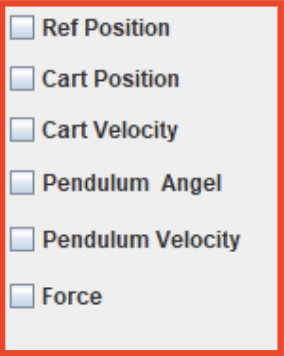 Ref Position
Cart Position
Cart Velocity
Pendulum Angel
Pendulum Velocity
Force